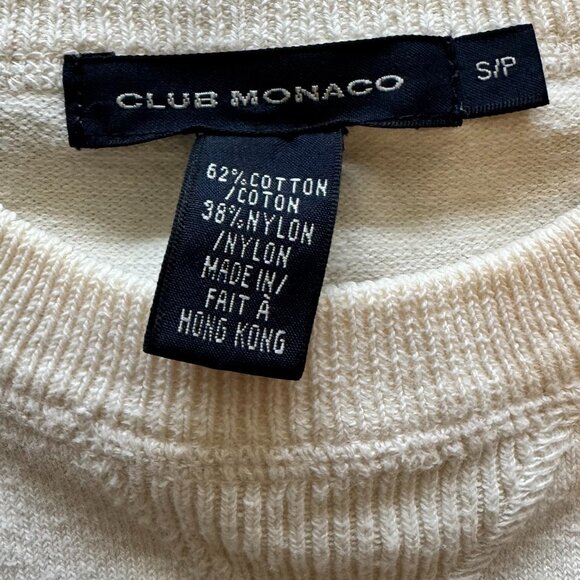 CLUB MONACO
S/P
62%COTTON
/COTON
38%NYLON
/NYLON
MADE IN/
FAIT À
HONG KONG